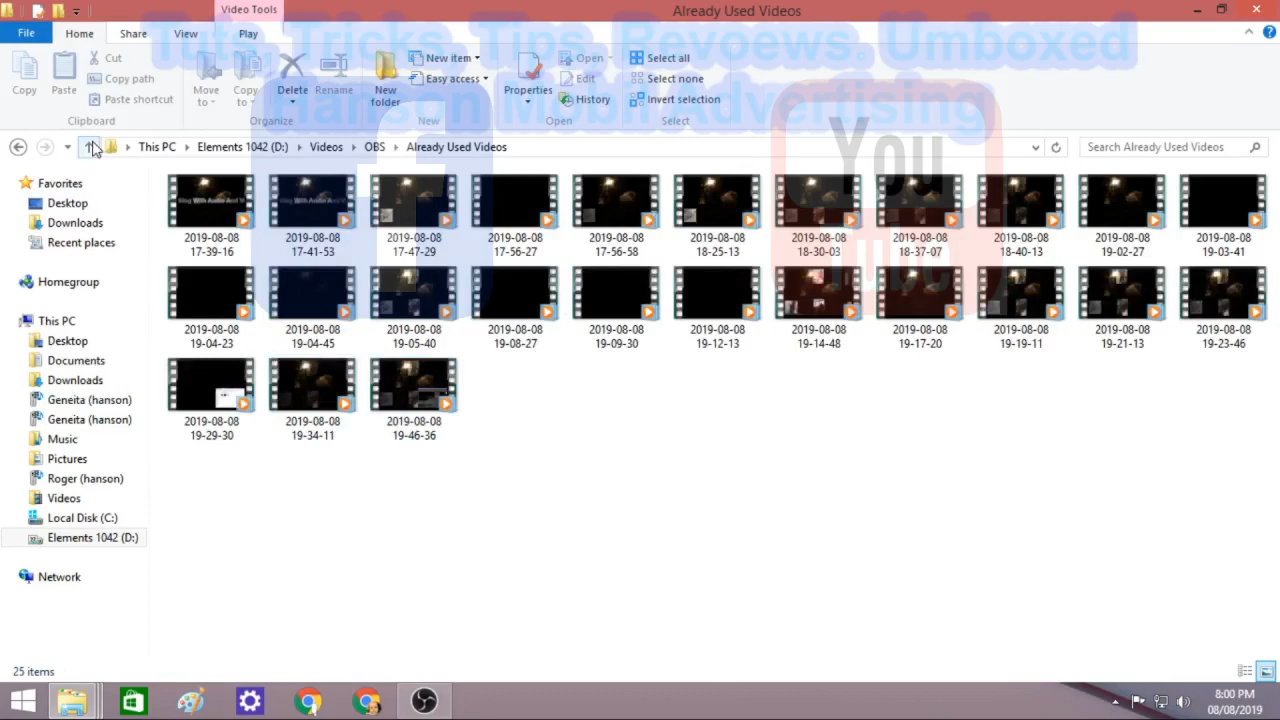 Video Tools
Already Used Videos
File
Home
Share
View
Play
Tuts, Tricks, Tips, Reveiws, Unboxed
Hanson Mobile Advertising
Copy
Paste
Cut
Copy path
Paste shortcut
Clipboard
Move to
Copy to
Delete
Rename
Organize
New folder
New item
Easy access
New
Properties
Open
Edit
History
Open
Select all
Select none
Invert selection
Select
This PC
Elements 1042 (D:)
Videos
OBS
Already Used Videos
Search Already Used Videos
You
Tube
Favorites
Desktop
Downloads
Recent places
Homegroup
This PC
Desktop
Documents
Downloads
Geneita (hanson)
Geneita (hanson)
Music
Pictures
Roger (hanson)
Videos
Local Disk (C:)
Elements 1042 (D:)
Network
2019-08-08 17-39-16
2019-08-08 17-41-53
2019-08-08 17-47-29
2019-08-08 17-56-27
2019-08-08 17-56-58
2019-08-08 18-25-13
2019-08-08 18-30-03
2019-08-08 18-37-07
2019-08-08 18-40-13
2019-08-08 19-02-27
2019-08-08 19-03-41
2019-08-08 19-04-23
2019-08-08 19-04-45
2019-08-08 19-05-40
2019-08-08 19-08-27
2019-08-08 19-09-30
2019-08-08 19-12-13
2019-08-08 19-14-48
2019-08-08 19-17-20
2019-08-08 19-19-11
2019-08-08 19-21-13
2019-08-08 19-23-46
2019-08-08 19-29-30
2019-08-08 19-34-11
2019-08-08 19-46-36
25 items
8:00 PM
08/08/2019